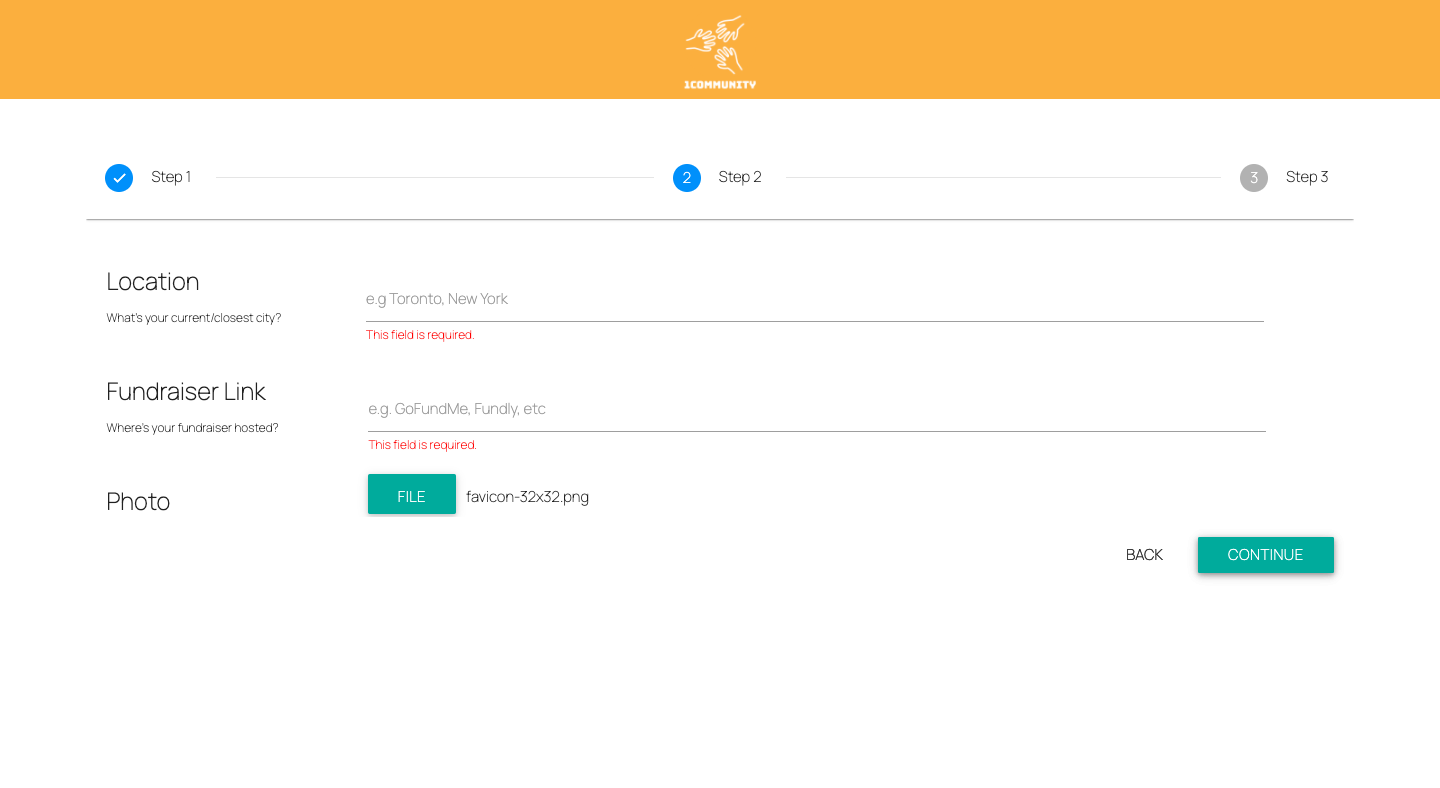 1COMMUNITY
Step 1
2 Step 2
3 Step 3
Location
What's your current/closest city?
e.g Toronto, New York
This field is required.
Fundraiser Link
Where's your fundraiser hosted?
e.g. GoFundMe, Fundly, etc
This field is required.
Photo
FILE favicon-32x32.png
BACK CONTINUE